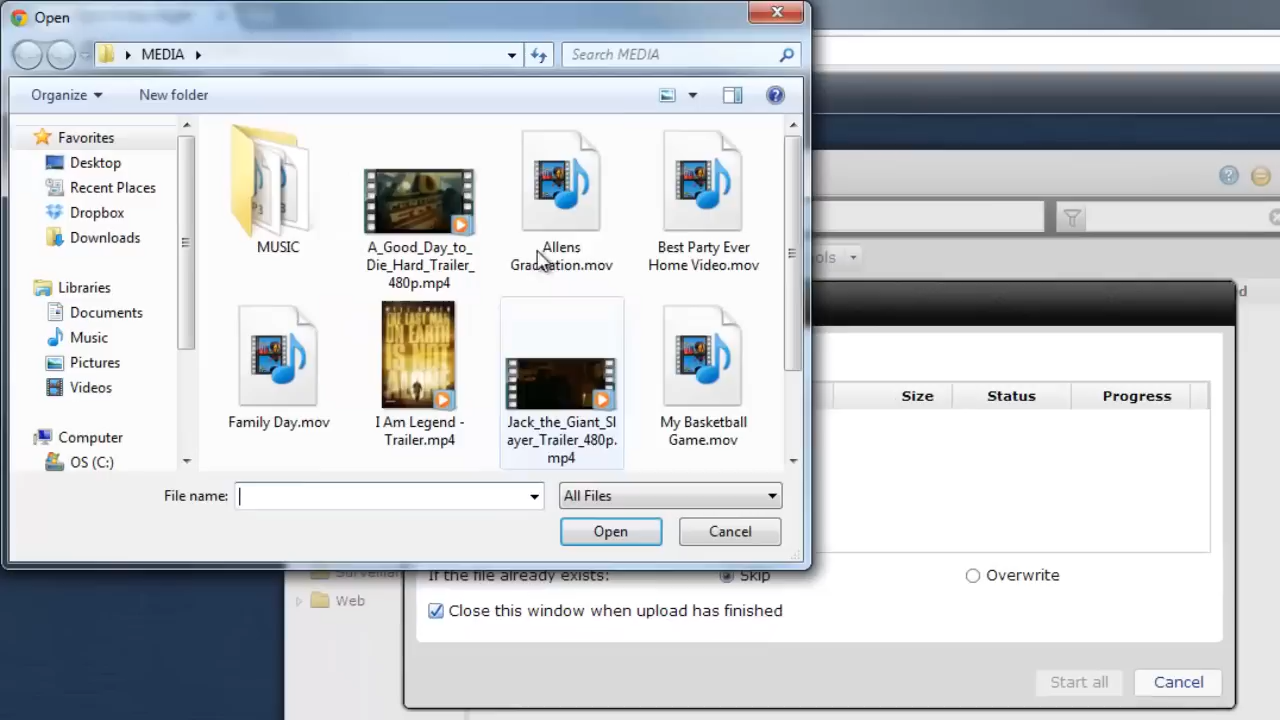 Open
MEDIA
Search MEDIA
Organize
New folder
Favorites
Desktop
Recent Places
Dropbox
Downloads
Libraries
Documents
Music
Pictures
Videos
Computer
OS (C:)
MUSIC
A_Good_Day_to_
Die_Hard_Trailer_
480p.mp4
Allens
Graduation.mov
Best Party Ever
Home Video.mov
Family Day.mov
I Am Legend -
Trailer.mp4
Jack_the_Giant_Sl
ayer_Trailer_480p.
mp4
My Basketball
Game.mov
File name:
All Files
Open
Cancel
Size
Status
Progress
If the file already exists:
Skip
Overwrite
Close this window when upload has finished
Web
Start all
Cancel